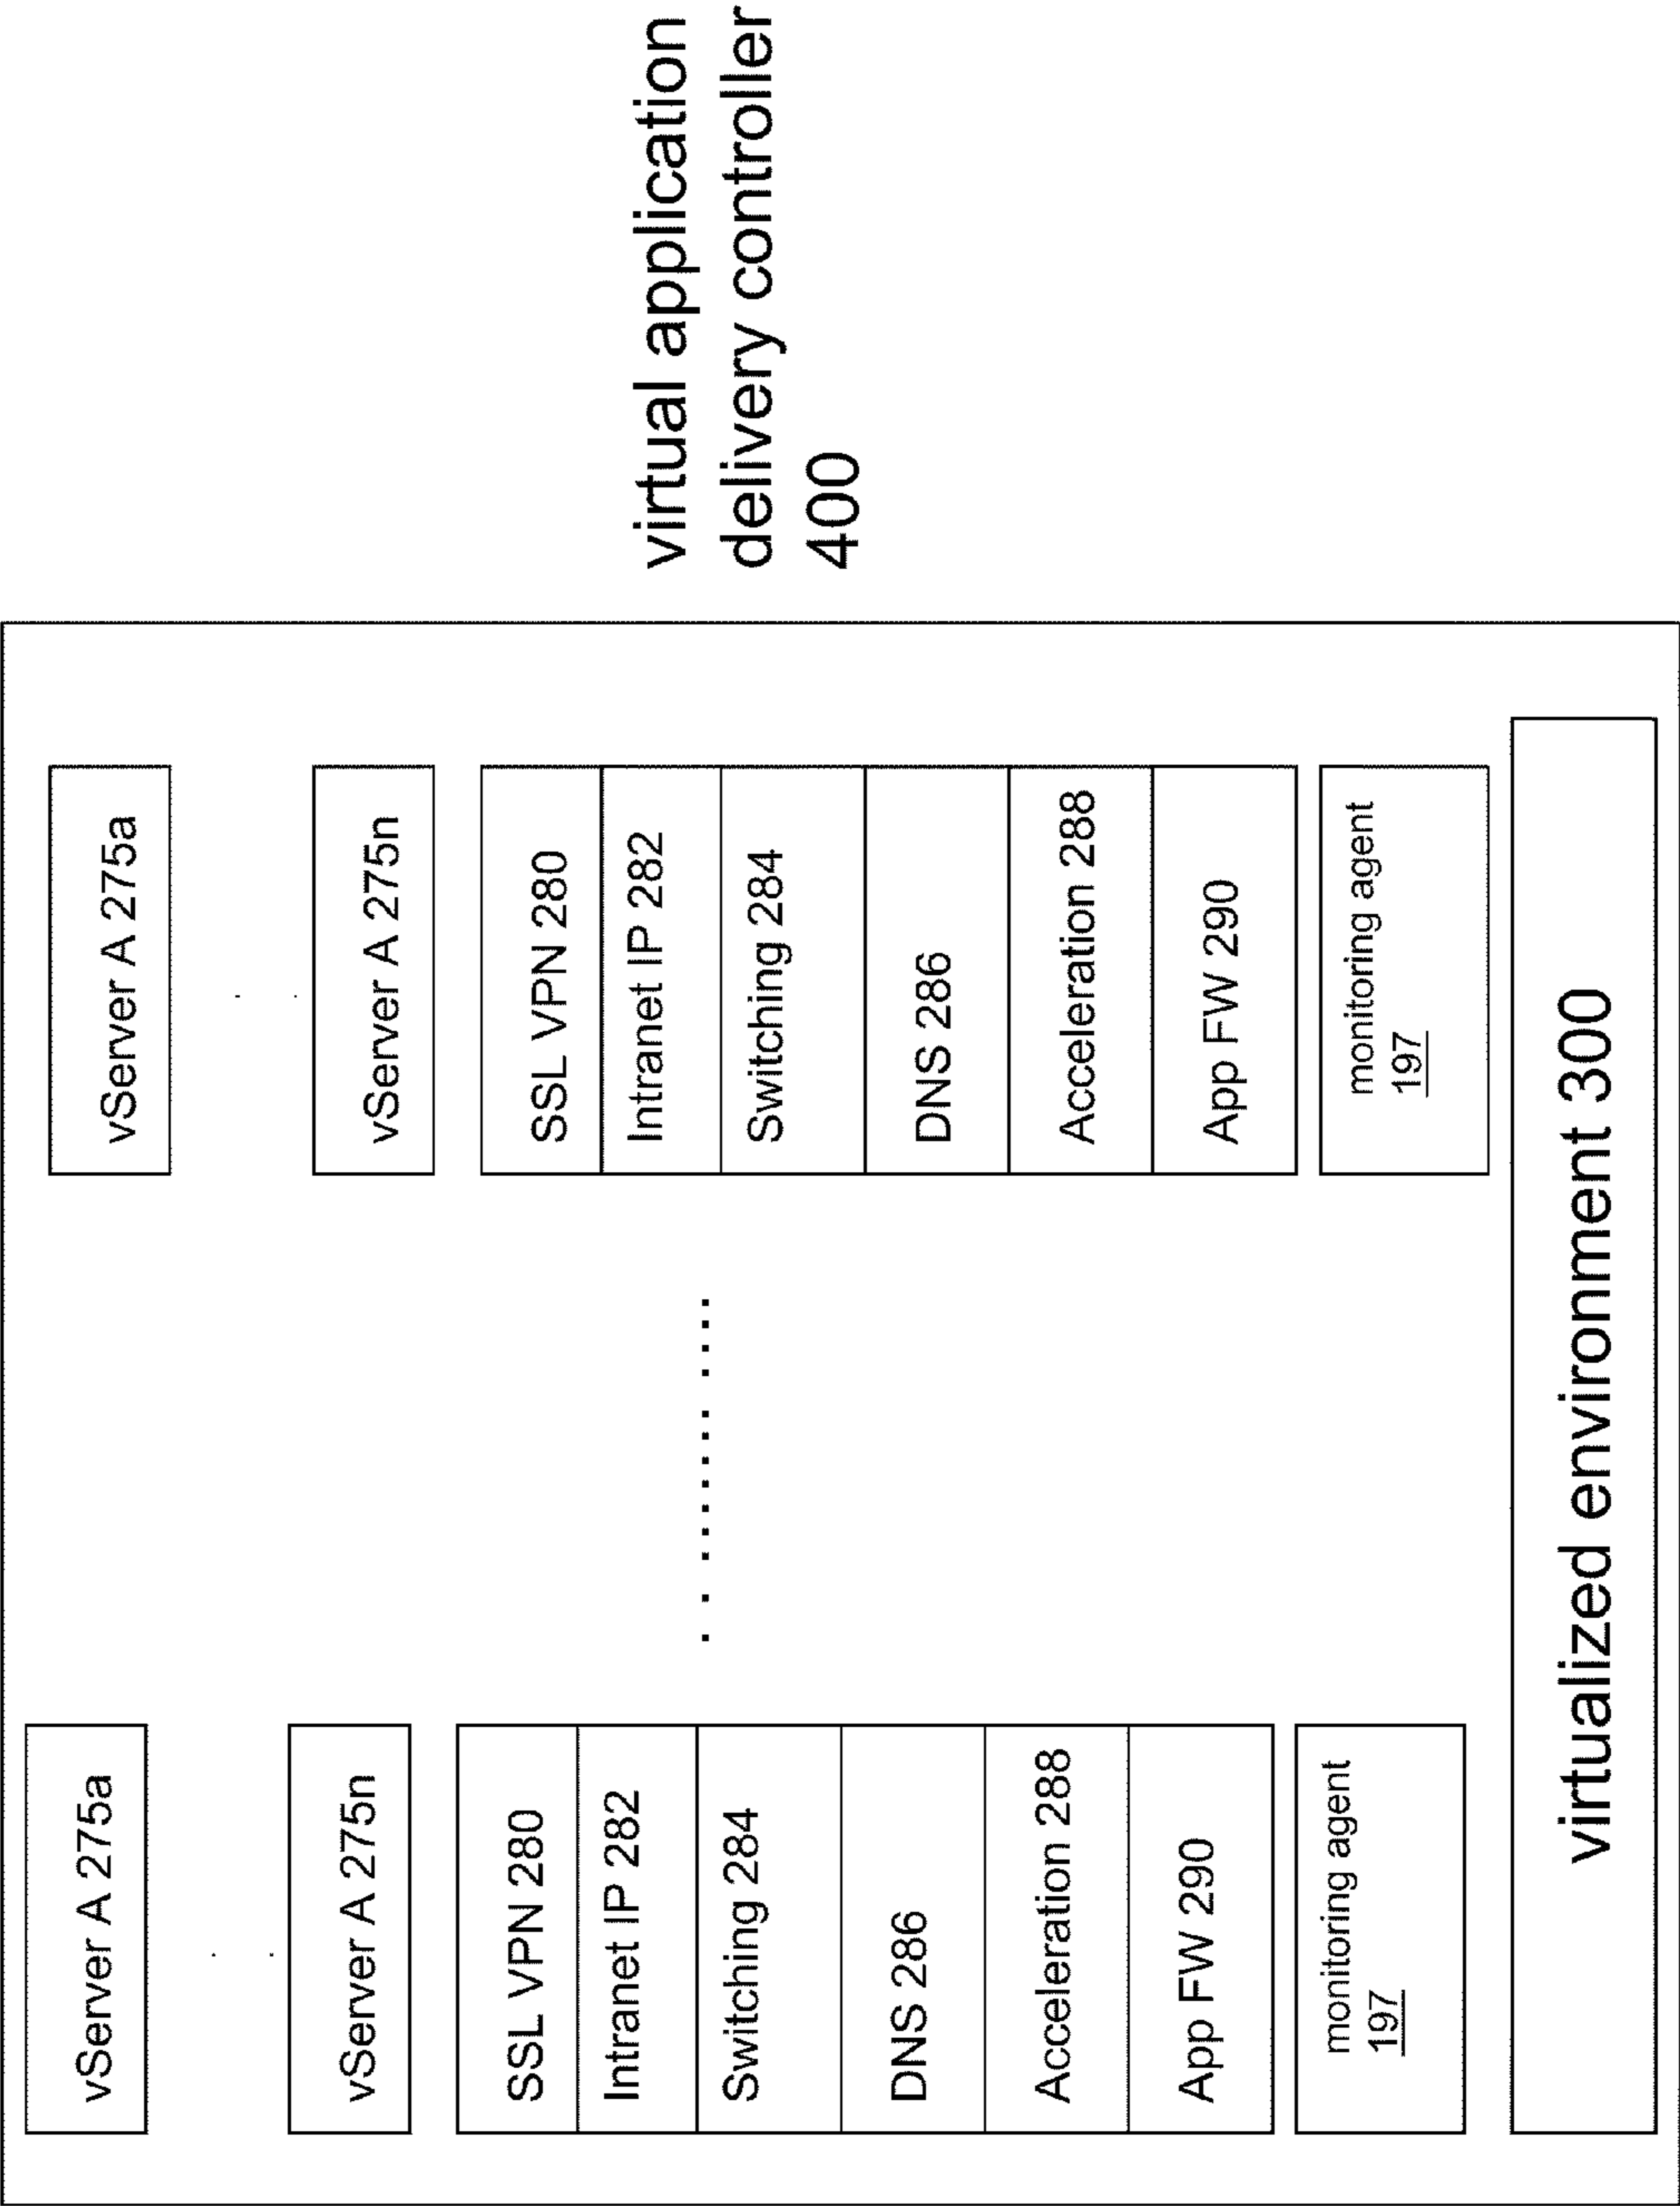 vServer A 275a
vServer A 275n
SSL VPN 280
Intranet IP 282
Switching 284
DNS 286
Acceleration 288
App FW 290
monitoring agent
197
vServer A 275a
vServer A 275n
SSL VPN 280
Intranet IP 282
Switching 284
DNS 286
Acceleration 288
App FW 290
monitoring agent
197
virtualized environment 300
virtual application
delivery controller
400